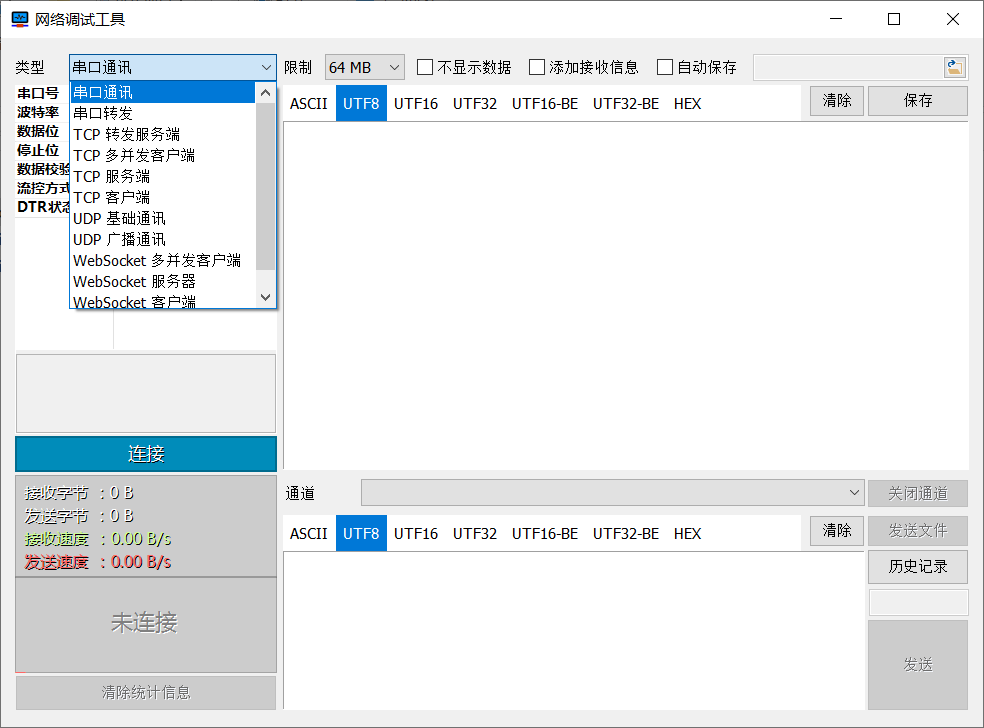 网络调试工具
类型 串口通讯 限制 64 MB 不显示数据 添加接收信息 自动保存
串口号
波特率
数据位
停止位
数据校验
流控方式
DTR状态
串口通讯
串口转发
TCP 转发服务端
TCP 多并发客户端
TCP 服务端
TCP 客户端
UDP 基础通讯
UDP 广播通讯
WebSocket 多并发客户端
WebSocket 服务器
WebSocket 客户端
ASCII UTF8 UTF16 UTF32 UTF16-BE UTF32-BE HEX 清除 保存
连接
接收字节 : 0 B
发送字节 : 0 B
接收速度 : 0.00 B/s
发送速度 : 0.00 B/s
未连接
清除统计信息
通道 关闭通道
ASCII UTF8 UTF16 UTF32 UTF16-BE UTF32-BE HEX 清除 发送文件
历史记录
发送